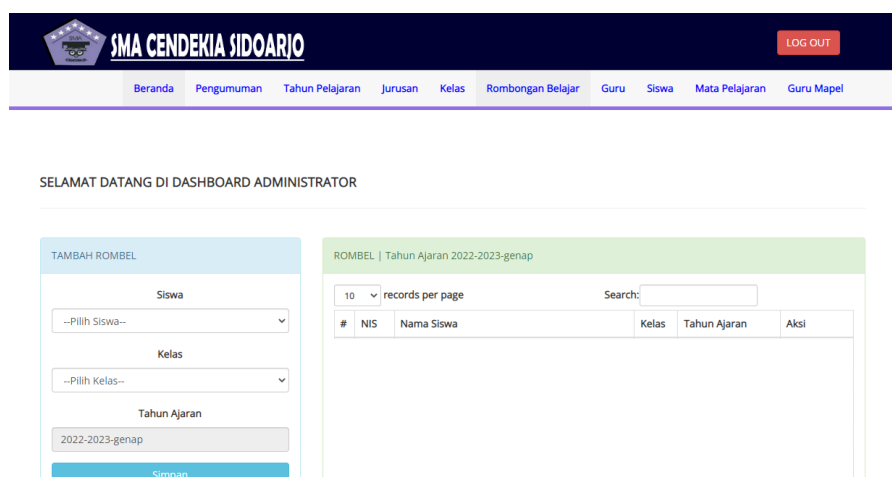 SMA CENDEKIA SIDOARJO
LOG OUT
Beranda Pengumuman Tahun Pelajaran Jurusan Kelas Rombongan Belajar Guru Siswa Mata Pelajaran Guru Mapel
SELAMAT DATANG DI DASHBOARD ADMINISTRATOR
TAMBAH ROMBEL
Siswa
--Pilih Siswa--
Kelas
--Pilih Kelas--
Tahun Ajaran
2022-2023-genap
Simpan
ROMBEL | Tahun Ajaran 2022-2023-genap
10 records per page Search:
# NIS Nama Siswa Kelas Tahun Ajaran Aksi